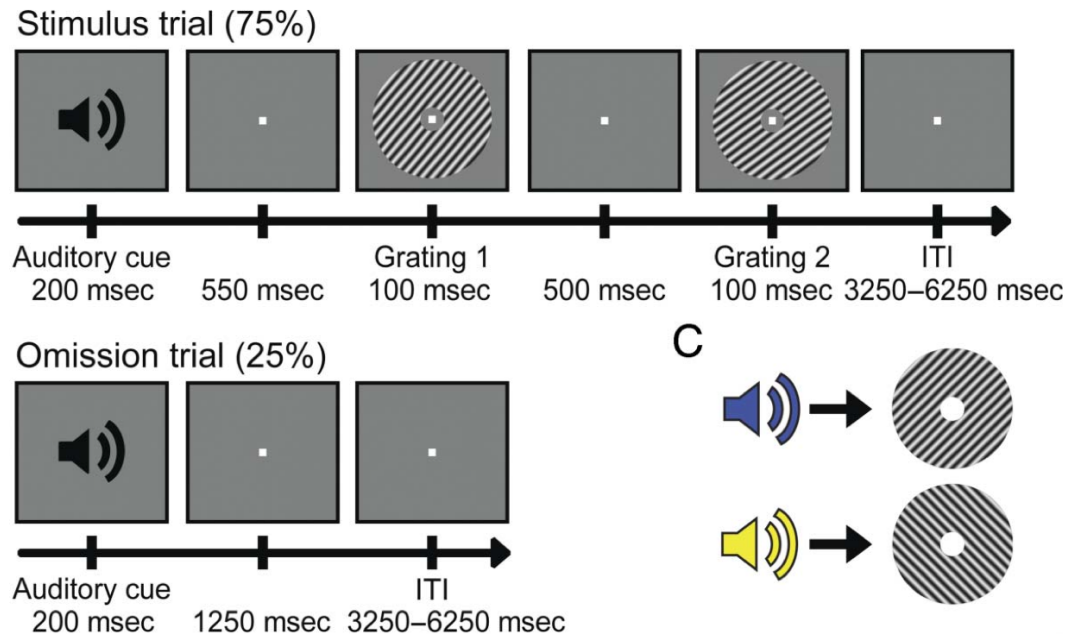 Stimulus trial (75%)
Auditory cue
200 msec
550 msec
Grating 1
100 msec
500 msec
Grating 2
100 msec
ITI
3250–6250 msec
Omission trial (25%)
Auditory cue
200 msec
1250 msec
ITI
3250–6250 msec
C